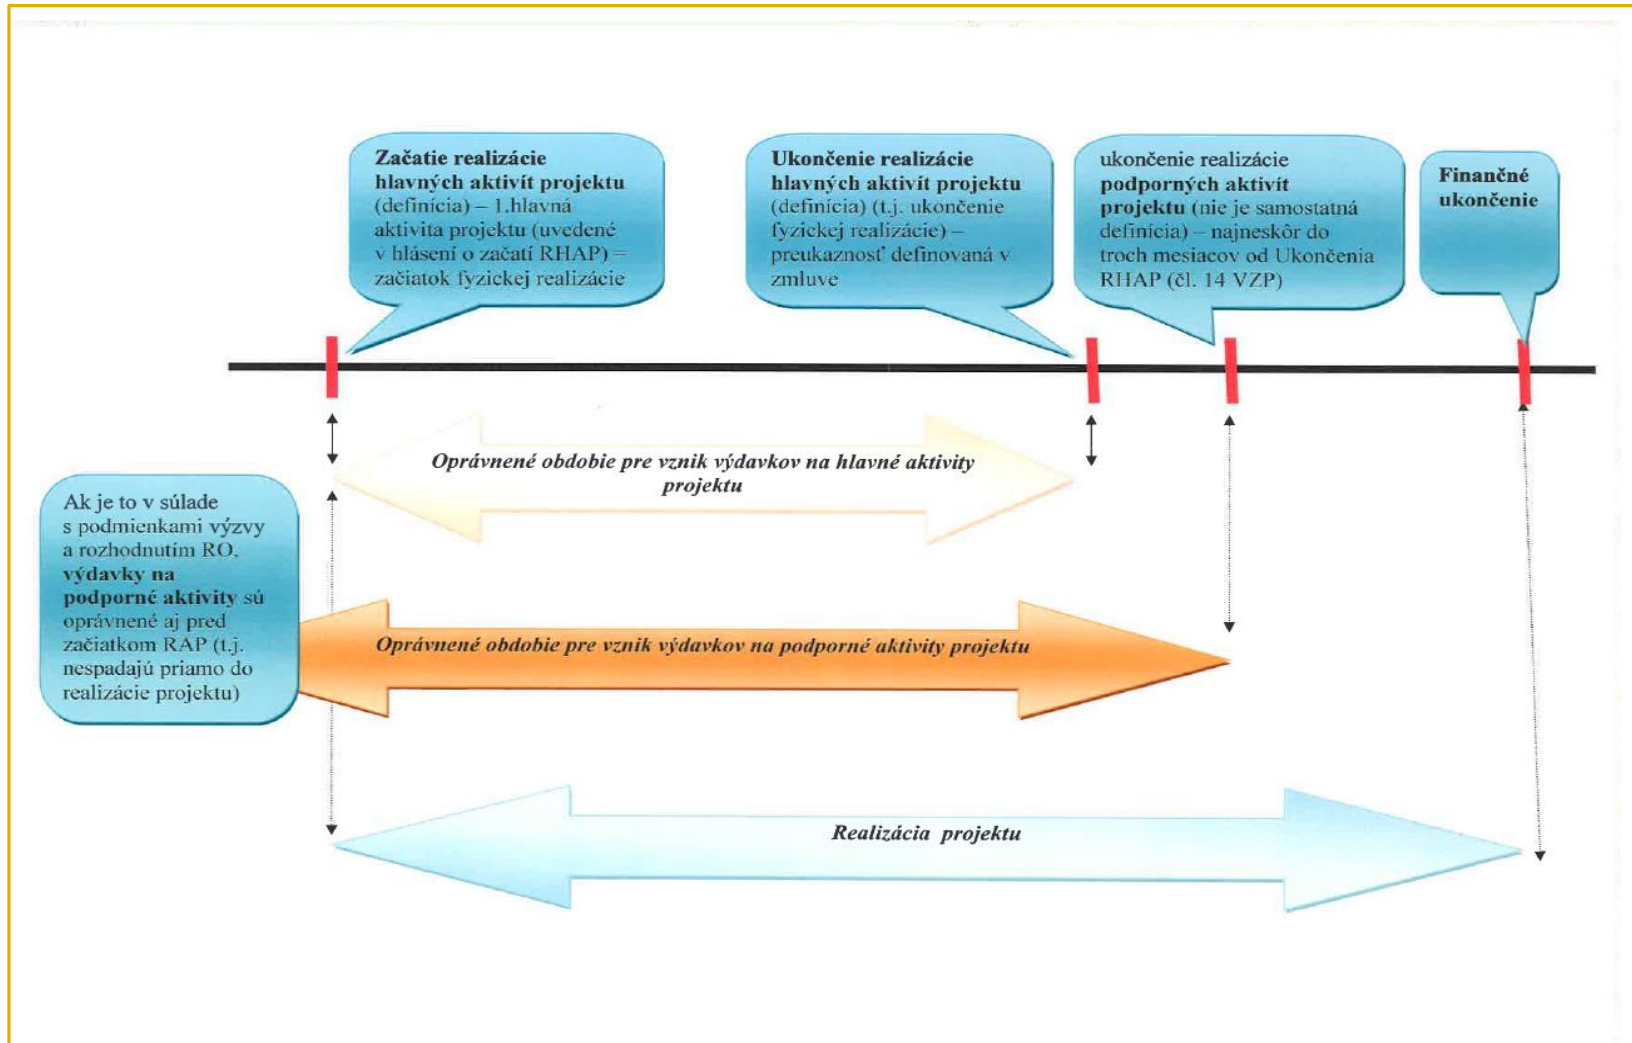 Začatie realizácie
hlavných aktivít projektu
(definícia) – 1.hlavná
aktivita projektu (uvedené
v hlásení o začatí RHAP) =
začiatok fyzickej realizácie
Ukončenie realizácie
hlavných aktivít projektu
(definícia) (t.j. ukončenie
fyzickej realizácie) –
preukaznosť definovaná v
zmluve
ukončenie realizácie
podporných aktivít
projektu (nie je samostatná
definícia) – najneskôr do
troch mesiacov od Ukončenia
RHAP (čl. 14 VZP)
Finančné
ukončenie
Oprávnené obdobie pre vznik výdavkov na hlavné aktivity
projektu
Ak je to v súlade
s podmienkami výzvy
a rozhodnutím RO,
výdavky na
podporné aktivity sú
oprávnené aj pred
začiatkom RAP (t.j.
nespadajú priamo do
realizácie projektu)
Oprávnené obdobie pre vznik výdavkov na podporné aktivity projektu
Realizácia projektu